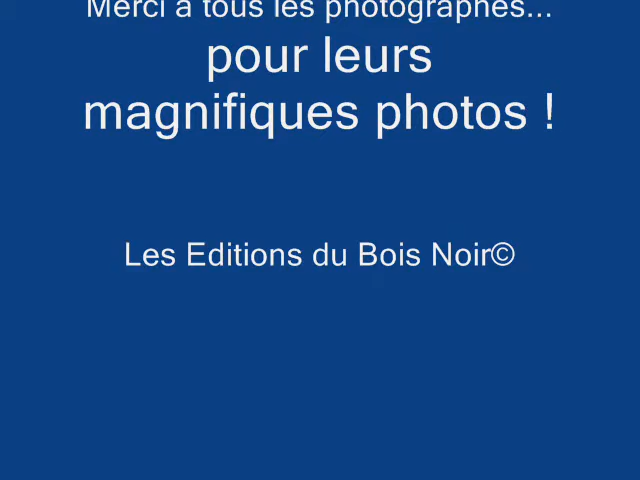 Merci à tous les photographes...
pour leurs
magnifiques photos !
Les Editions du Bois Noir©